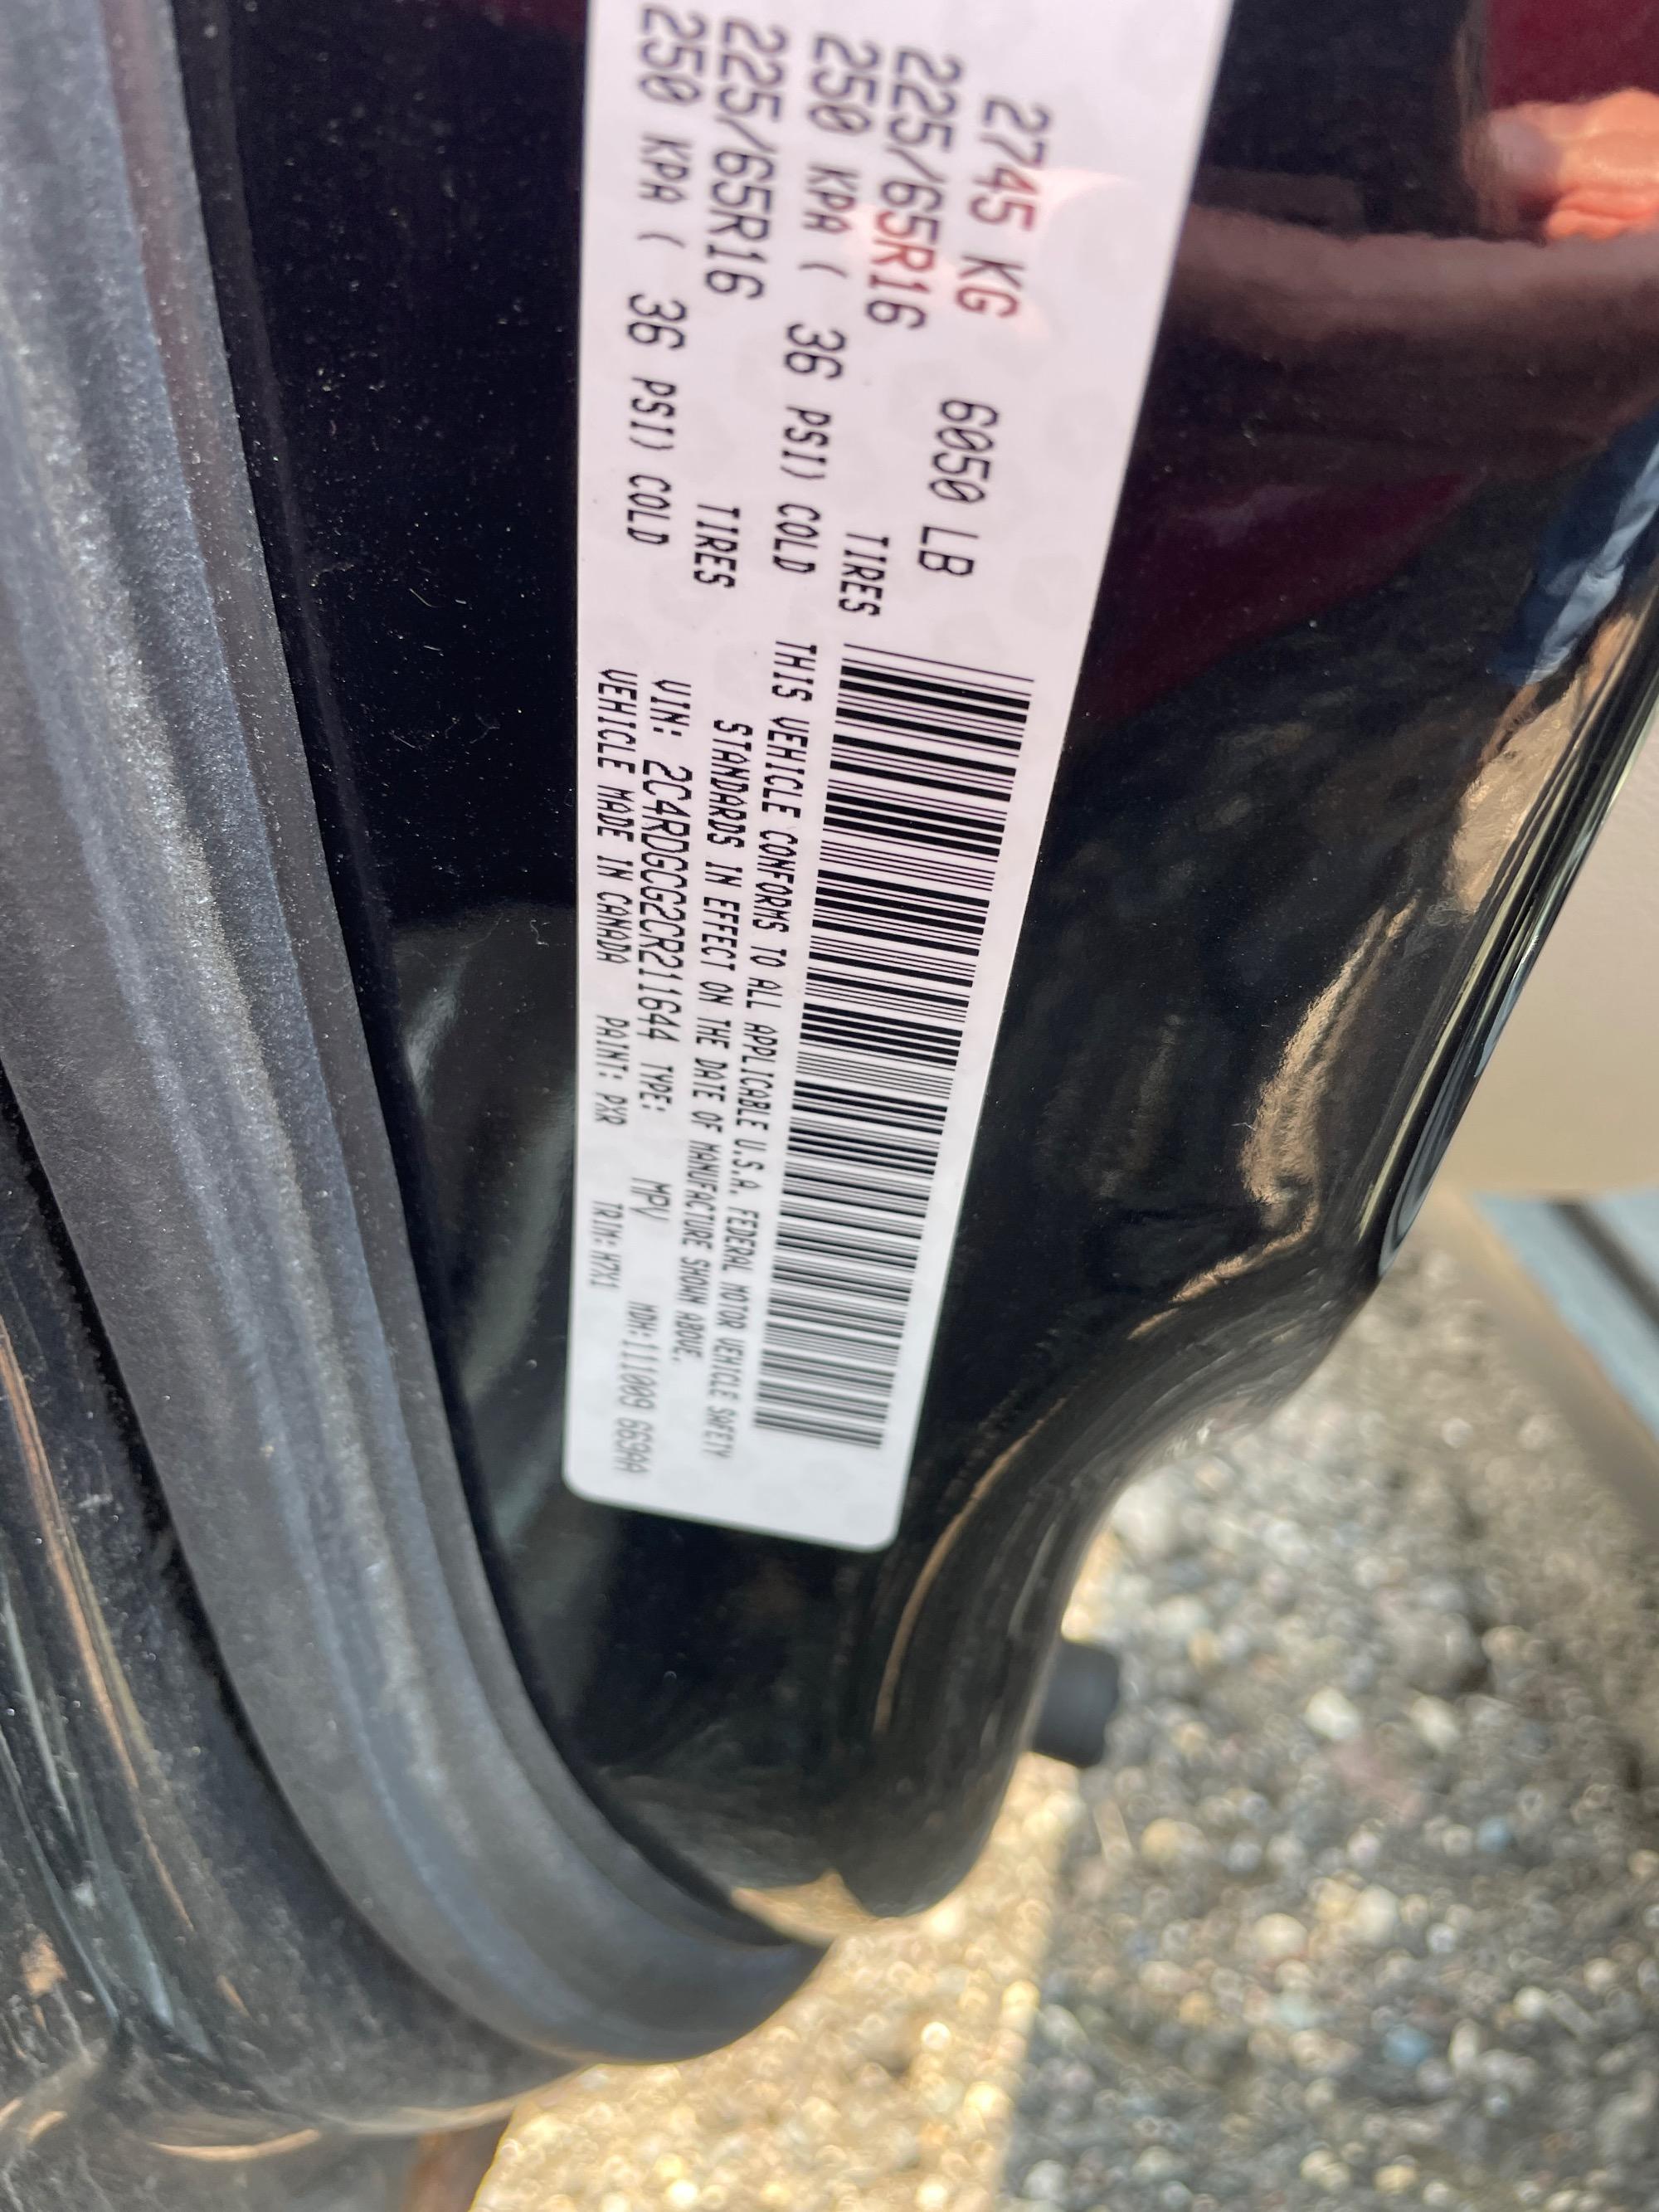 2745 KG 6050 LB
225/65R16 TIRES
250 KPA ( 36 PSI) COLD
225/65R16 TIRES
250 KPA ( 36 PSI) COLD
THIS VEHICLE CONFORMS TO ALL APPLICABLE U.S.A. FEDERAL MOTOR VEHICLE SAFETY
STANDARDS IN EFFECT ON THE DATE OF MANUFACTURE SHOWN ABOVE.
VIN: 2C4RDGCG2CR211644 TYPE: MPV MDH:111009 669AA
VEHICLE MADE IN CANADA PAINT: PXR TRIM: H7X1